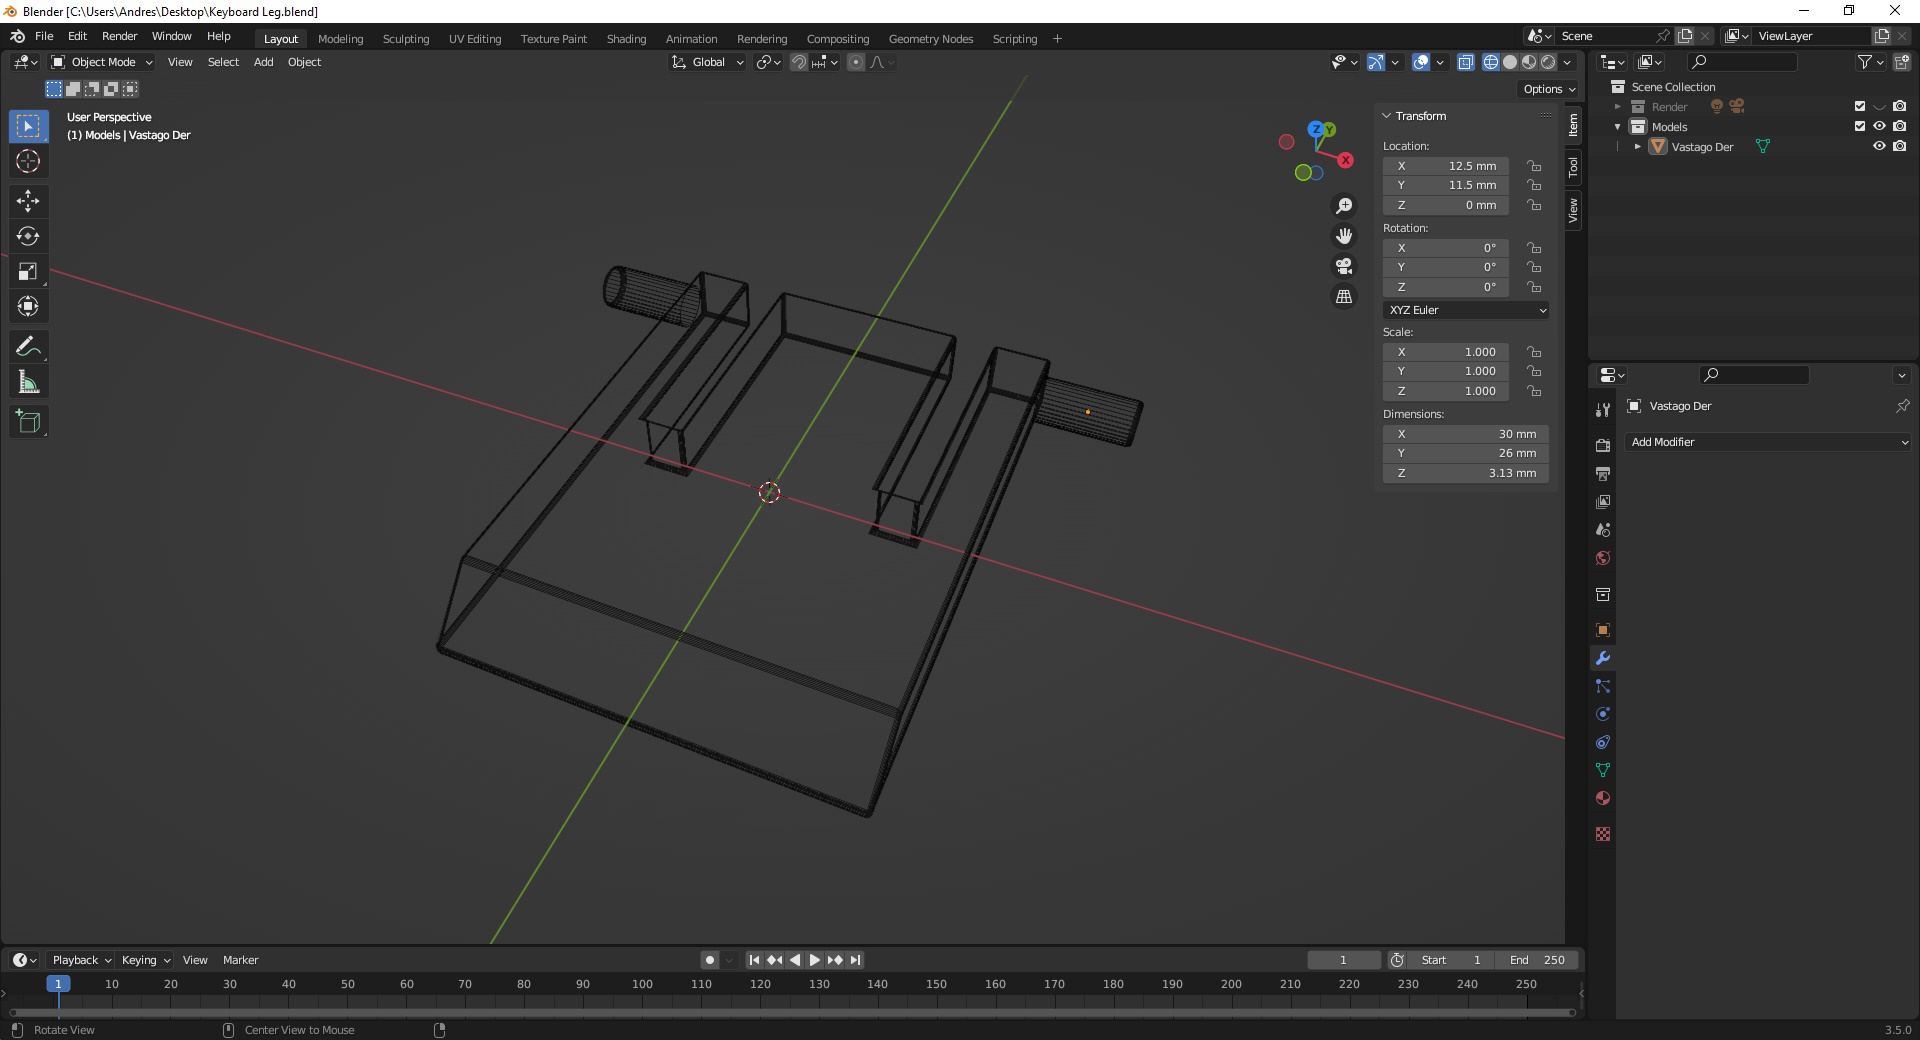 Blender [C:\Users\Andres\Desktop\Keyboard Leg.blend]
File Edit Render Window Help Layout Modeling Sculpting UV Editing Texture Paint Shading Animation Rendering Compositing Geometry Nodes Scripting + Scene ViewLayer
Object Mode View Select Add Object Global
Options
User Perspective
(1) Models | Vastago Der
Z Y X
Transform
Location:
X 12.5 mm
Y 11.5 mm
Z 0 mm
Rotation:
X 0°
Y 0°
Z 0°
XYZ Euler
Scale:
X 1.000
Y 1.000
Z 1.000
Dimensions:
X 30 mm
Y 26 mm
Z 3.13 mm
Item
Tool
View
Scene Collection
Render
Models
Vastago Der
Vastago Der
Add Modifier
Playback Keying View Marker 1 Start 1 End 250
1 10 20 30 40 50 60 70 80 90 100 110 120 130 140 150 160 170 180 190 200 210 220 230 240 250
Rotate View Center View to Mouse 3.5.0